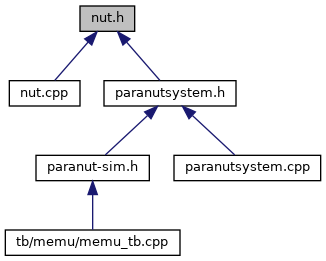 nut.h
nut.cpp
paranutsystem.h
paranut-sim.h
paranutsystem.cpp
tb/memu/memu_tb.cpp